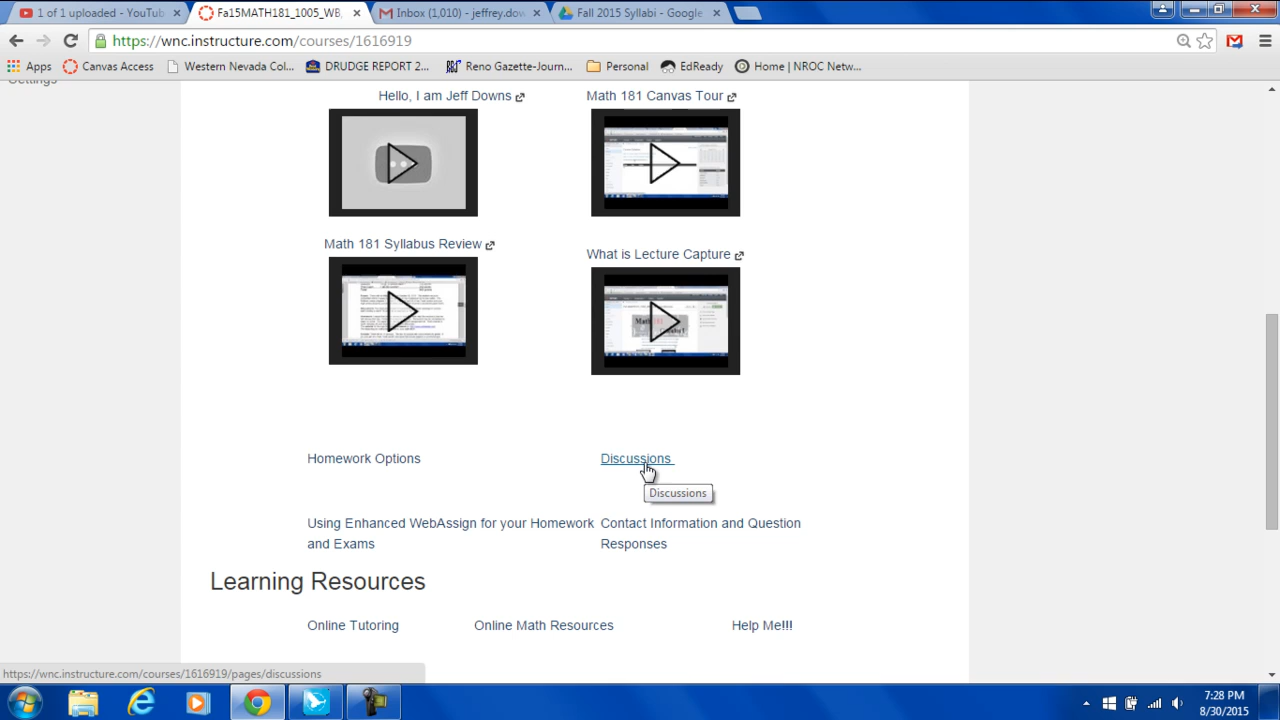 1 of 1 uploaded - YouTub
Fa15MATH181_1005_WB,
Inbox (1,010) - jeffrey.dow
Fall 2015 Syllabi - Google
https://wnc.instructure.com/courses/1616919
Apps
Canvas Access
Western Nevada Col...
DRUDGE REPORT 2...
Reno Gazette-Journ...
Personal
EdReady
Home | NROC Netw...
Settings
Hello, I am Jeff Downs
Math 181 Canvas Tour
Math 181 Syllabus Review
What is Lecture Capture
Homework Options
Discussions
Discussions
Using Enhanced WebAssign for your Homework
and Exams
Contact Information and Question
Responses
Learning Resources
Online Tutoring
Online Math Resources
Help Me!!!
https://wnc.instructure.com/courses/1616919/pages/discussions
7:28 PM
8/30/2015